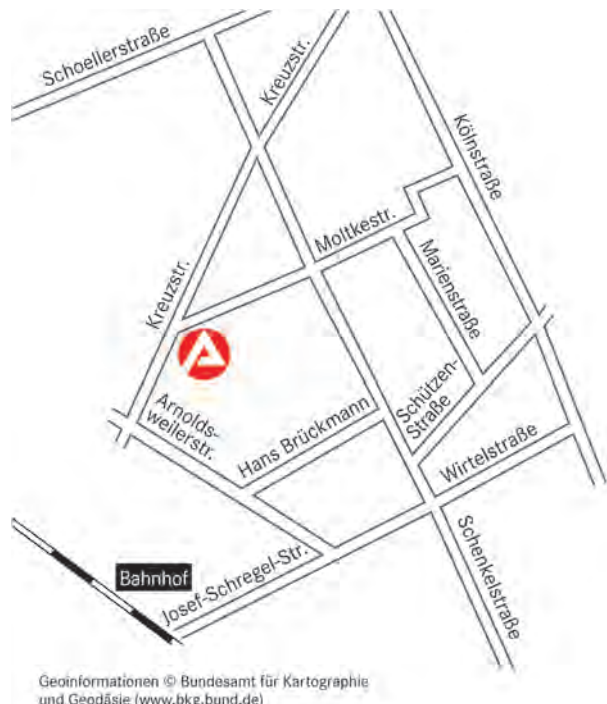 Schoellerstraße
Kreuzstr.
Kölnstraße
Moltkestr.
Marienstraße
Kreuzstr.
Schützen-
Straße
Arnolds-
weilerstr.
Hans Brückmann
Wirtelstraße
Schenkelstraße
Bahnhof
Josef-Schregel-Str.
Geoinformationen © Bundesamt für Kartographie
und Geodäsie (www.bkg.bund.de)